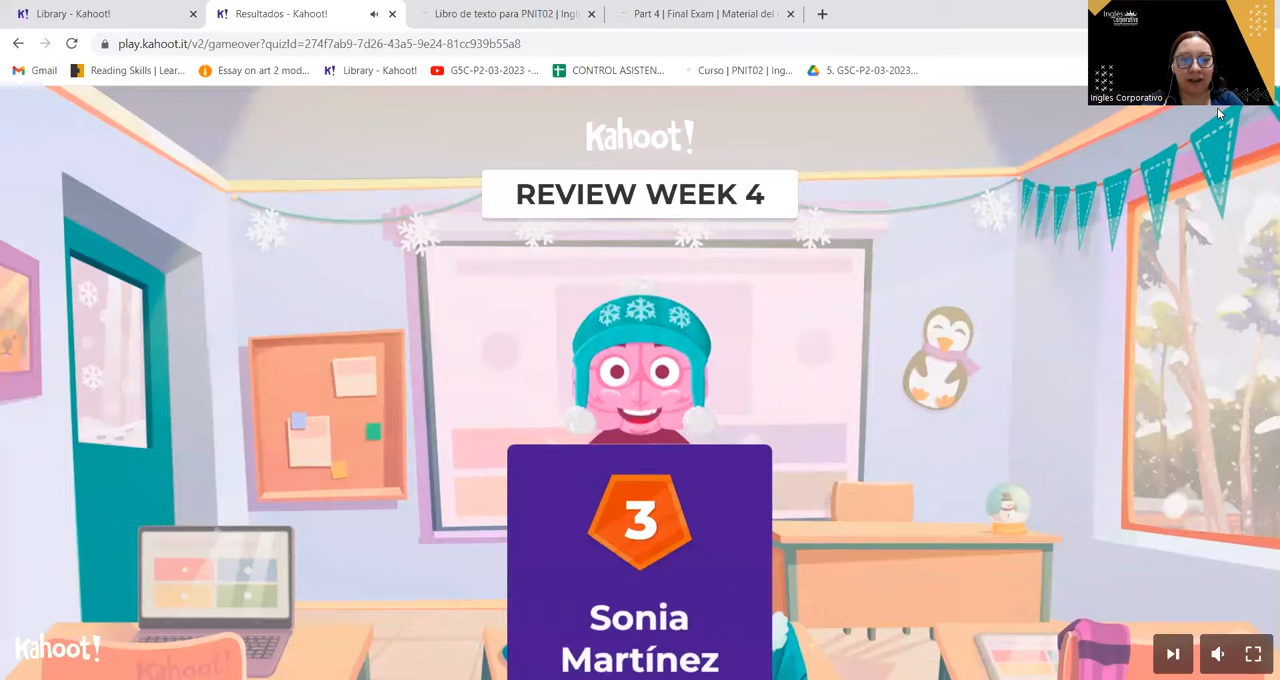 Library - Kahoot!
Resultados - Kahoot!
Libro de texto para PNIT02 | Ingl
Part 4 | Final Exam | Material del
play.kahoot.it/v2/gameover?quizId=274f7ab9-7d26-43a5-9e24-81cc939b55a8
Gmail
Reading Skills | Lear...
Essay on art 2 mod...
Library - Kahoot!
G5C-P2-03-2023 -...
CONTROL ASISTEN...
Curso | PNIT02 | Ing...
5. G5C-P2-03-2023...
Inglés
Corporativo
Ingles Corporativo
Kahoot!
REVIEW WEEK 4
3
Sonia
Martínez
Kahoot!
Kahoot!